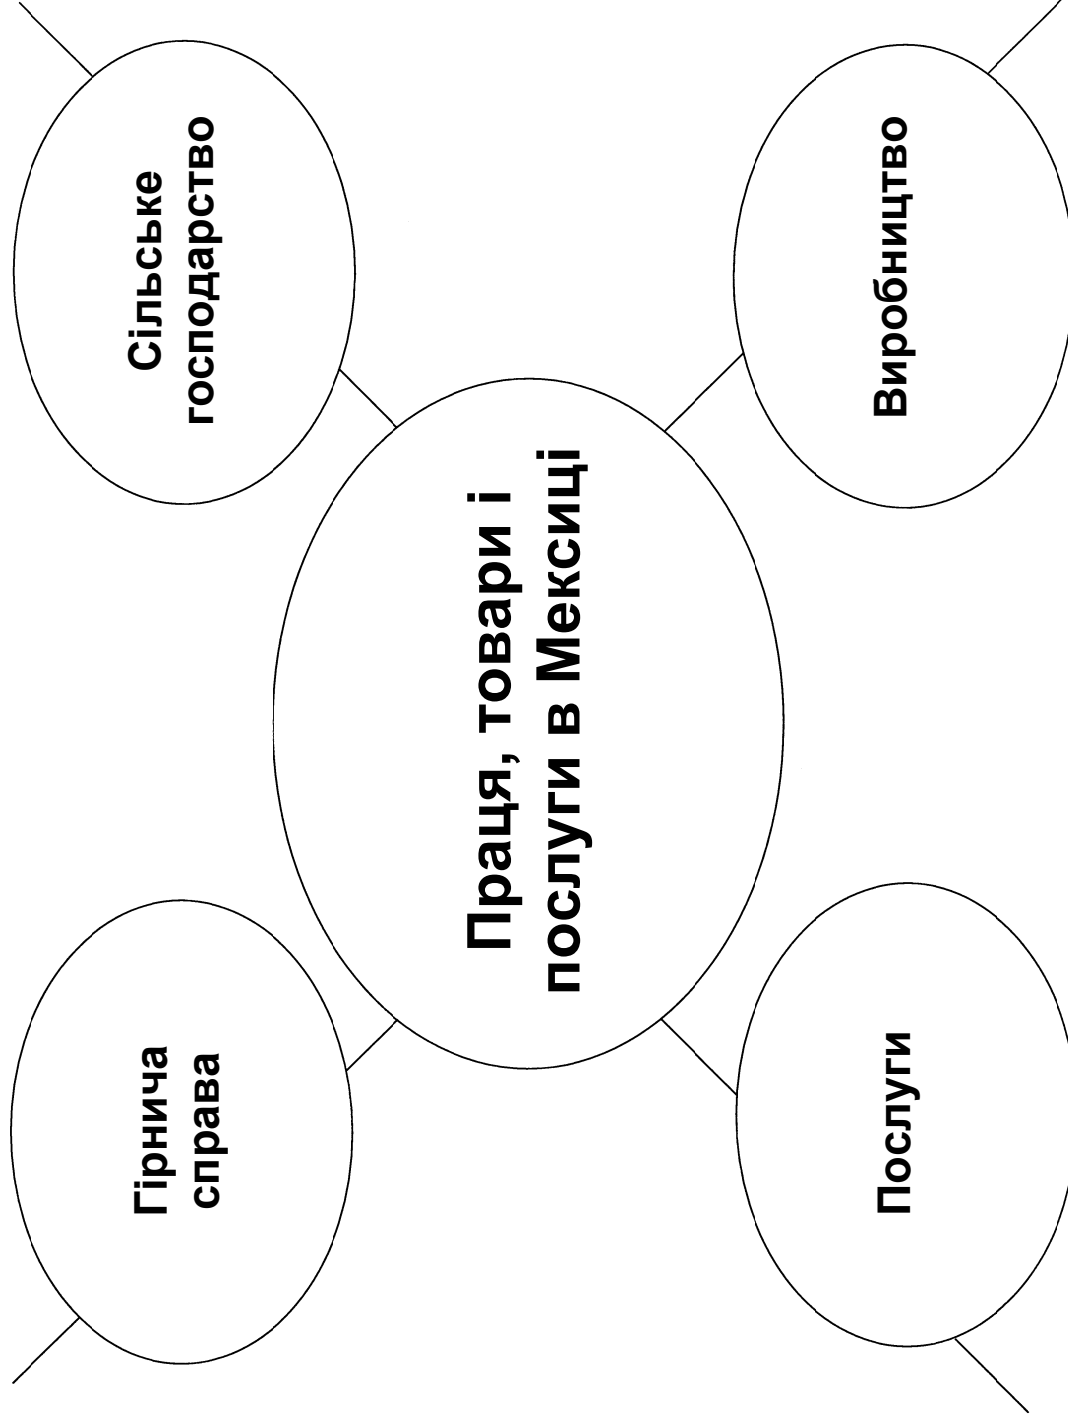 Гірнича
справа
Сільське
господарство
Праця, товари і
послуги в Мексиці
Послуги
Виробництво